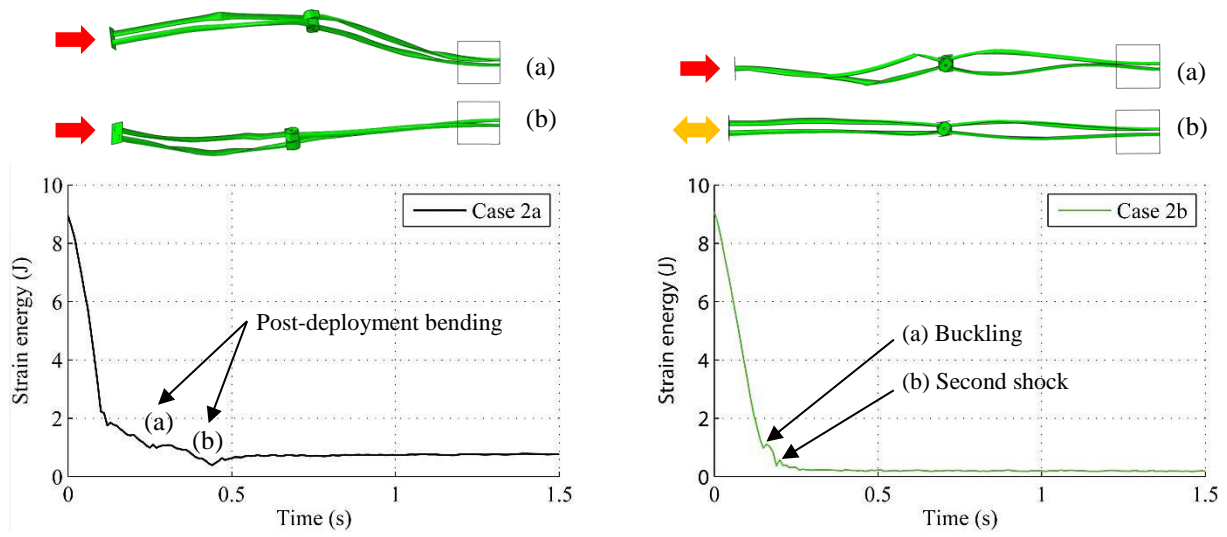 (a)
(b)
10
8
6
4
2
0
Strain energy (J)
Case 2a
Post-deployment bending
(a)
(b)
0
0.5
1
1.5
Time (s)
(a)
(b)
10
8
6
4
2
0
Strain energy (J)
Case 2b
(a) Buckling
(b) Second shock
0
0.5
1
1.5
Time (s)